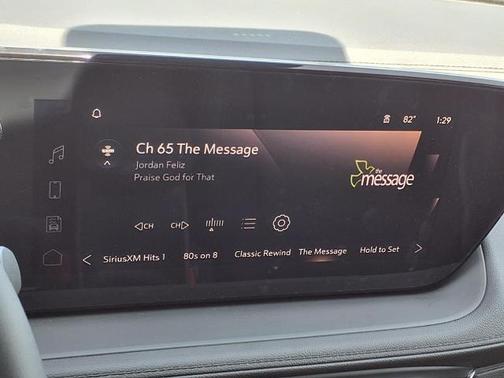 82° 1:29
Ch 65 The Message
Jordan Feliz
Praise God for That
the message
CH CH
SiriusXM Hits 1 80s on 8 Classic Rewind The Message Hold to Set